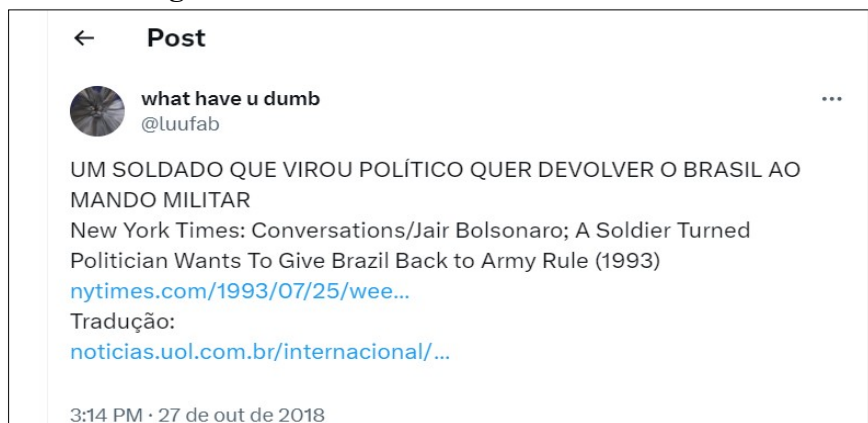 ← Post
what have u dumb
@luufab
UM SOLDADO QUE VIROU POLÍTICO QUER DEVOLVER O BRASIL AO
MANDO MILITAR
New York Times: Conversations/Jair Bolsonaro; A Soldier Turned
Politician Wants To Give Brazil Back to Army Rule (1993)
nytimes.com/1993/07/25/wee...
Tradução:
noticias.uol.com.br/internacional/...
3:14 PM · 27 de out de 2018